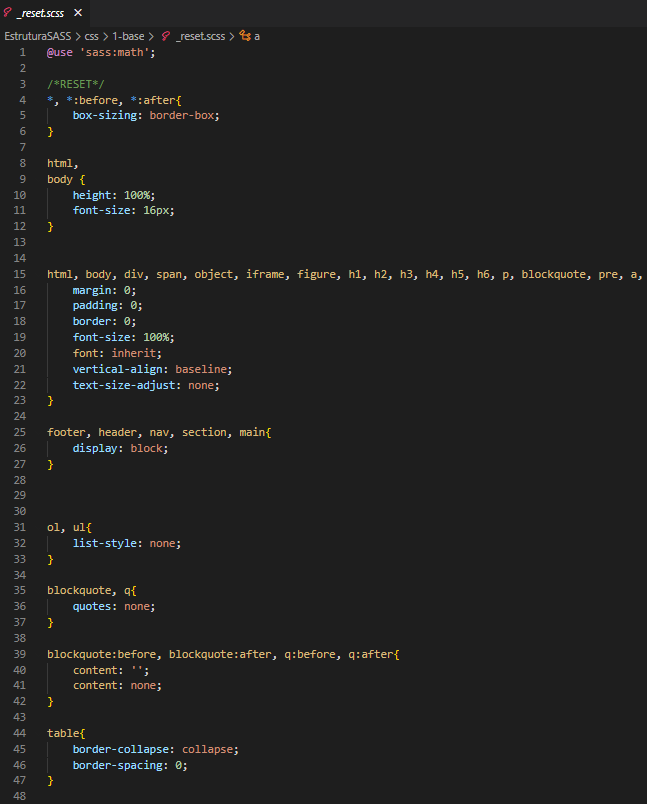 _reset.scss ×
EstruturaSASS > css > 1-base > _reset.scss > a
1 @use 'sass:math';
2
3 /*RESET*/
4 *, *:before, *:after{
5     box-sizing: border-box;
6 }
7
8 html,
9 body {
10     height: 100%;
11     font-size: 16px;
12 }
13
14
15 html, body, div, span, object, iframe, figure, h1, h2, h3, h4, h5, h6, p, blockquote, pre, a,
16     margin: 0;
17     padding: 0;
18     border: 0;
19     font-size: 100%;
20     font: inherit;
21     vertical-align: baseline;
22     text-size-adjust: none;
23 }
24
25 footer, header, nav, section, main{
26     display: block;
27 }
28
29
30
31 ol, ul{
32     list-style: none;
33 }
34
35 blockquote, q{
36     quotes: none;
37 }
38
39 blockquote:before, blockquote:after, q:before, q:after{
40     content: '';
41     content: none;
42 }
43
44 table{
45     border-collapse: collapse;
46     border-spacing: 0;
47 }
48